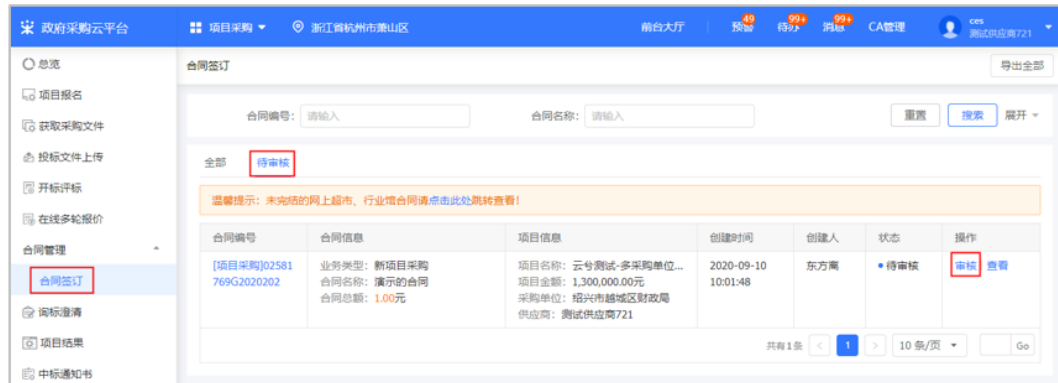 政府采购云平台
项目采购
浙江省杭州市萧山区
前台大厅
预警 49
待办 99+
消息 99+
CA管理
ces
测试供应商721
总览
项目报名
获取采购文件
投标文件上传
开标评标
在线多轮报价
合同管理
合同签订
询标澄清
项目结果
中标通知书
合同签订
导出全部
合同编号： 请输入
合同名称： 请输入
重置
搜索
展开
全部
待审核
温馨提示：未完结的网上超市、行业馆合同请点击此处跳转查看！
合同编号 合同信息 项目信息 创建时间 创建人 状态 操作
[项目采购]02581
769G2020202
业务类型：新项目采购
合同名称：演示的合同
合同总额：1.00元
项目名称：云兮测试-多采购单位...
项目金额：1,300,000.00元
采购单位：绍兴市越城区财政局
供应商：测试供应商721
2020-09-10
10:01:48
东方离
待审核
审核 查看
共有1条 < 1 > 10 条/页 Go